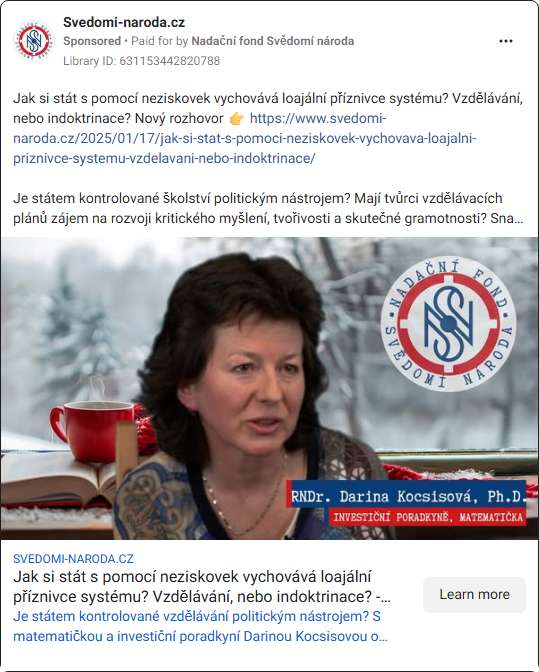 Svedomi-naroda.cz
Sponsored • Paid for by Nadační fond Svědomí národa
Library ID: 631153442820788
Jak si stát s pomocí neziskovek vychovává loajální příznivce systému? Vzdělávání,
nebo indoktrinace? Nový rozhovor 👉 https://www.svedomi-
naroda.cz/2025/01/17/jak-si-stat-s-pomoci-neziskovek-vychovava-loajalni-
priznivce-systemu-vzdelavani-nebo-indoktrinace/
Je státem kontrolované školství politickým nástrojem? Mají tvůrci vzdělávacích
plánů zájem na rozvoji kritického myšlení, tvořivosti a skutečné gramotnosti? Sna...
NADAČNÍ FOND
SVĚDOMÍ NÁRODA
RNDr. Darina Kocsisová, Ph.D.
INVESTIČNÍ PORADKYNĚ, MATEMATIČKA
SVEDOMI-NARODA.CZ
Jak si stát s pomocí neziskovek vychovává loajální
příznivce systému? Vzdělávání, nebo indoktrinace? -...
Je státem kontrolované vzdělávání politickým nástrojem? S
matematičkou a investiční poradkyní Darinou Kocsisovou o...
Learn more